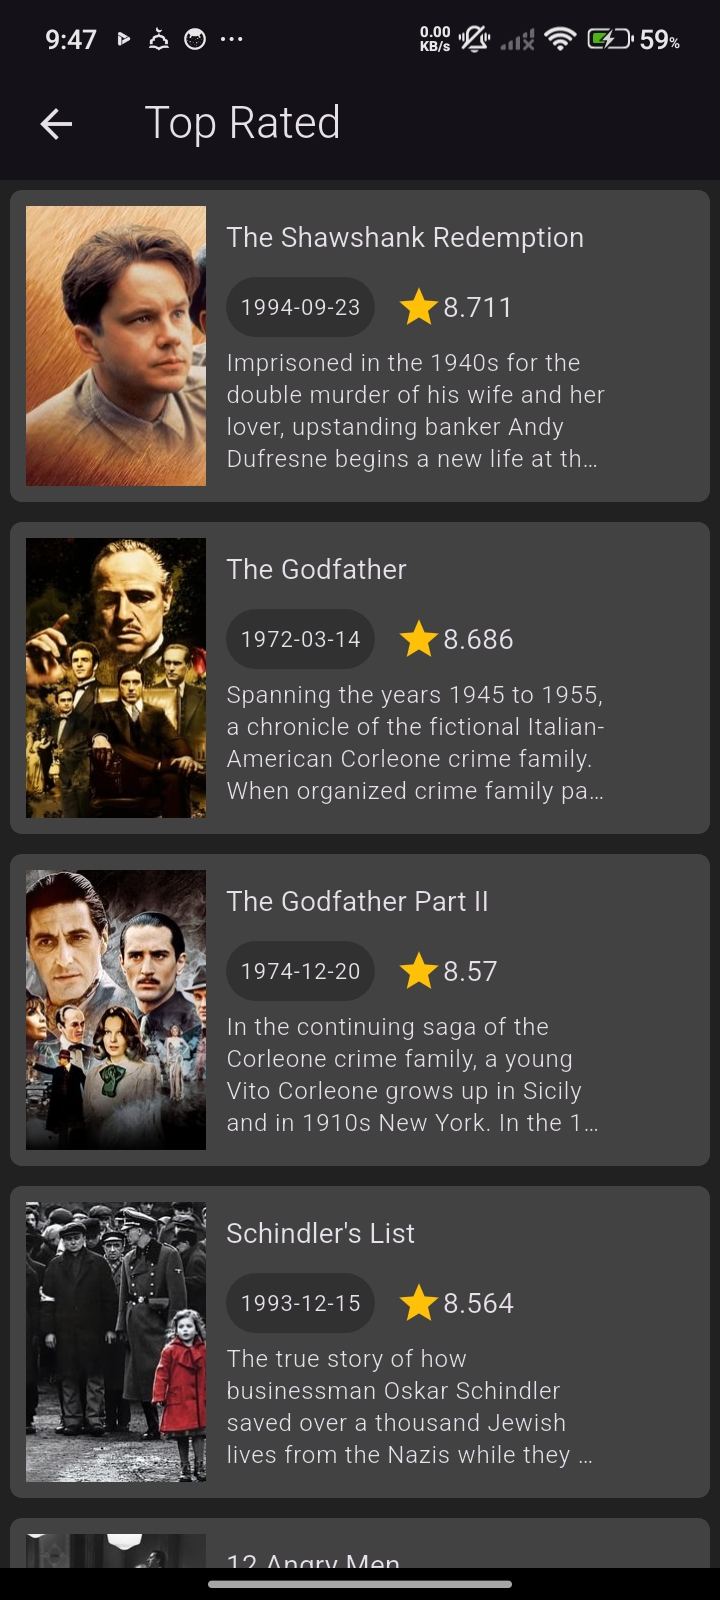 9:47
0.00
KB/s
59%
Top Rated
The Shawshank Redemption
1994-09-23
8.711
Imprisoned in the 1940s for the
double murder of his wife and her
lover, upstanding banker Andy
Dufresne begins a new life at th…
The Godfather
1972-03-14
8.686
Spanning the years 1945 to 1955,
a chronicle of the fictional Italian-
American Corleone crime family.
When organized crime family pa…
The Godfather Part II
1974-12-20
8.57
In the continuing saga of the
Corleone crime family, a young
Vito Corleone grows up in Sicily
and in 1910s New York. In the 1…
Schindler's List
1993-12-15
8.564
The true story of how
businessman Oskar Schindler
saved over a thousand Jewish
lives from the Nazis while they …
12 Angry Men